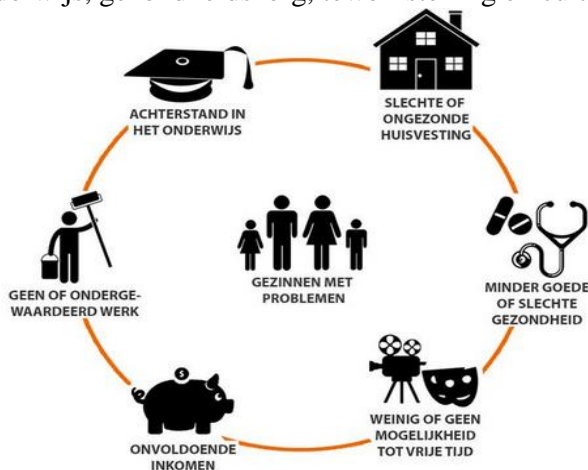 SLECHTE OF
ONGEZONDE
HUISVESTING
ACHTERSTAND IN
HET ONDERWIJS
GEZINNEN MET
PROBLEMEN
MINDER GOEDE
OF SLECHTE
GEZONDHEID
GEEN OF ONDERGE-
WAARDEERD WERK
WEINIG OF GEEN
MOGELIJKHEID
TOT VRIJE TIJD
$
ONVOLDOENDE
INKOMEN